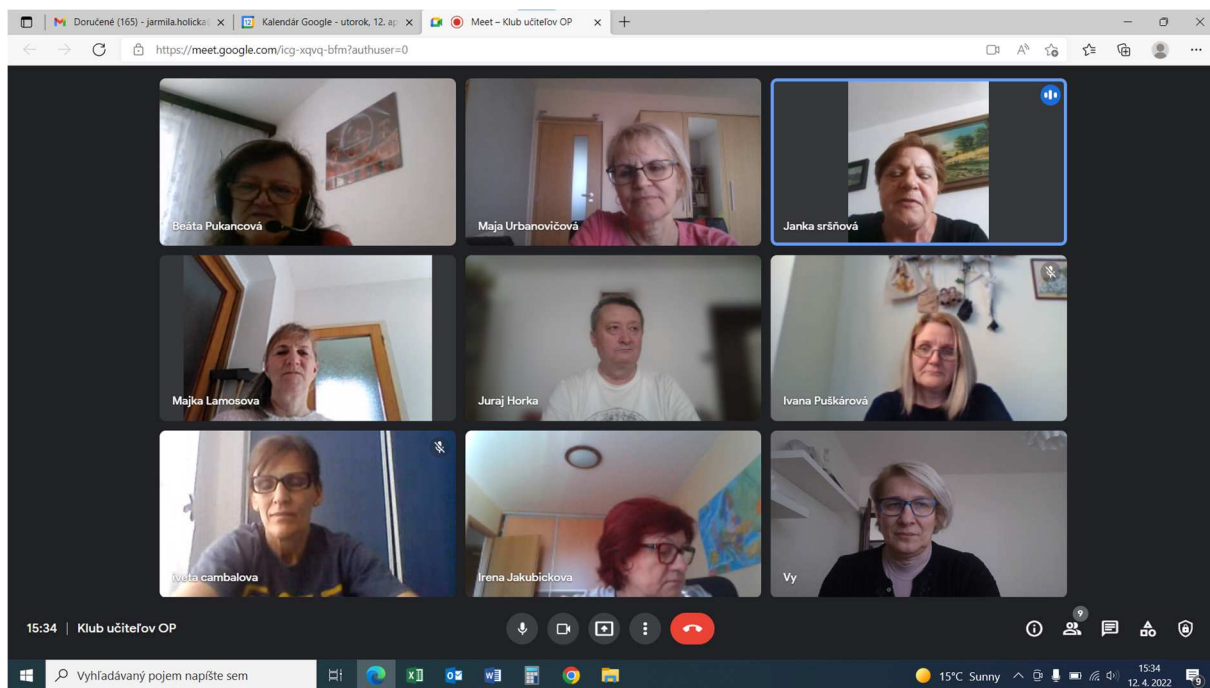 Doručené (165) - jarmila.holicka
Kalendár Google - utorok, 12. ap
Meet – Klub učiteľov OP
https://meet.google.com/icg-xqvq-bfm?authuser=0
Beáta Pukancová
Maja Urbanovičová
Janka sršňová
Majka Lamosova
Juraj Horka
Ivana Puškárová
iveta cambalova
Irena Jakubickova
Vy
15:34 | Klub učiteľov OP
9
Vyhľadávaný pojem napíšte sem
15°C Sunny
15:34
12. 4. 2022